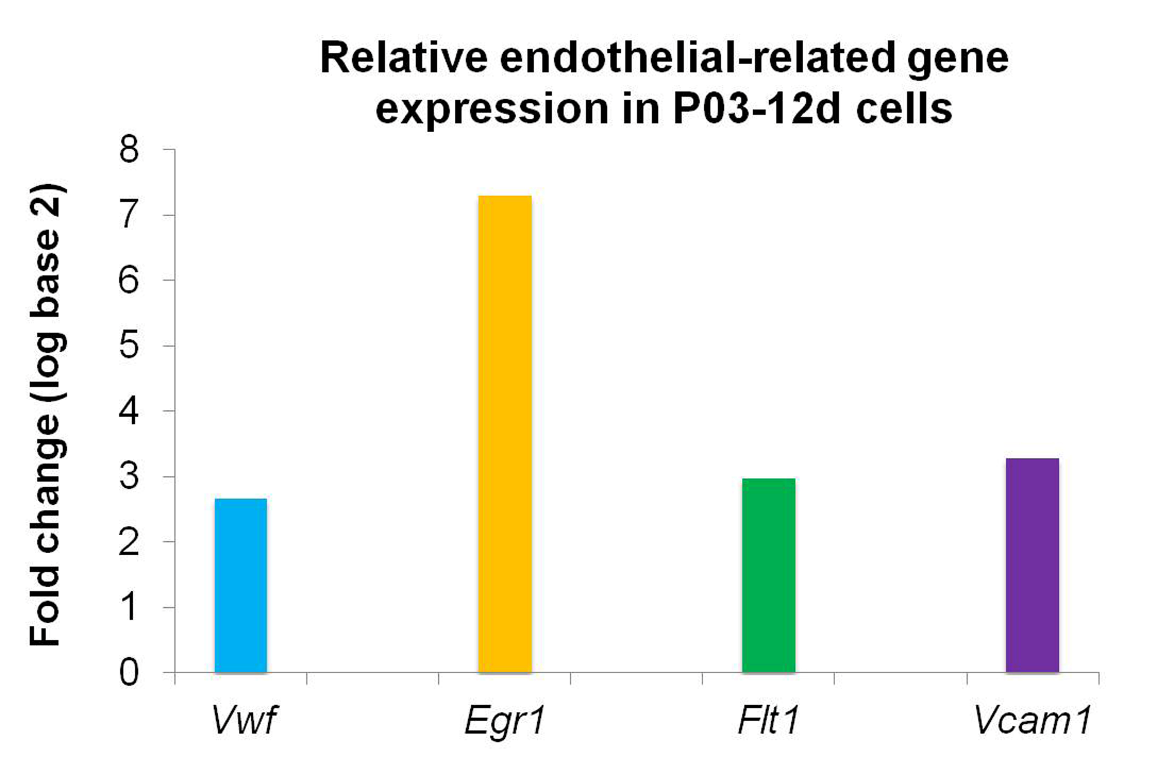 Relative endothelial-related gene
expression in P03-12d cells
Fold change (log base 2)
8
7
6
5
4
3
2
1
0
Vwf Egr1 Flt1 Vcam1